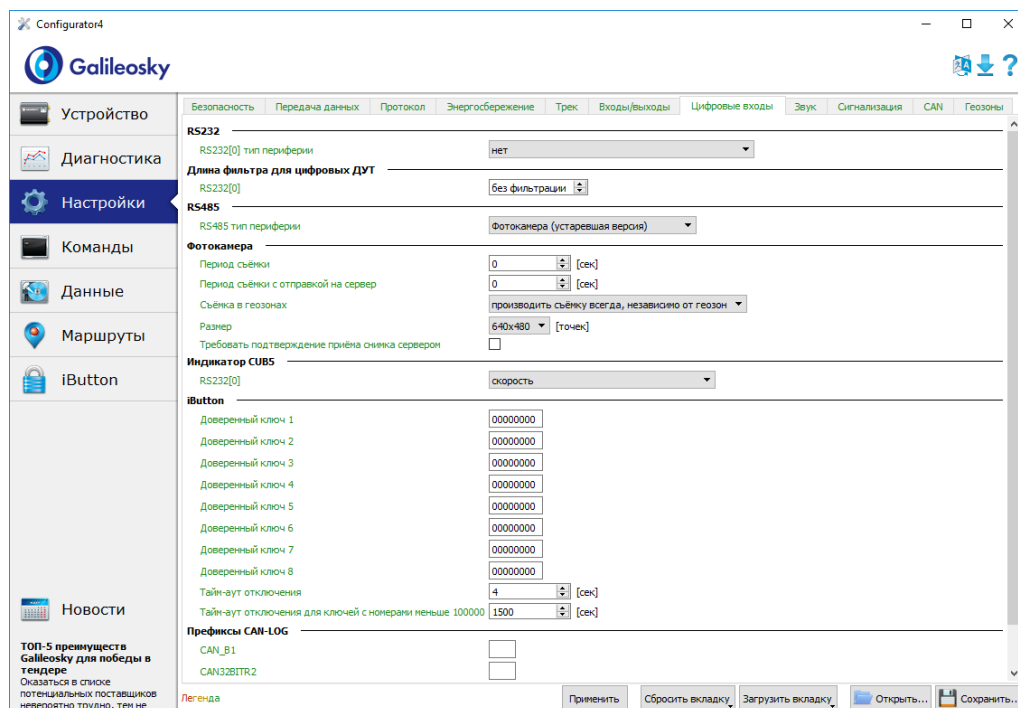 Configurator4
Galileosky
Устройство
Диагностика
Настройки
Команды
Данные
Маршруты
iButton
Новости
ТОП-5 преимуществ
Galileosky для победы в
тендере
Оказаться в списке
потенциальных поставщиков
невероятно трудно, тем не
Безопасность Передача данных Протокол Энергосбережение Трек Входы/выходы Цифровые входы Звук Сигнализация CAN Геозоны
RS232
RS232[0] тип периферии нет
Длина фильтра для цифровых ДУТ
RS232[0] без фильтрации
RS485
RS485 тип периферии Фотокамера (устаревшая версия)
Фотокамера
Период съёмки 0 [сек]
Период съёмки с отправкой на сервер 0 [сек]
Съёмка в геозонах производить съёмку всегда, независимо от геозон
Размер 640x480 [точек]
Требовать подтверждение приёма снимка сервером
Индикатор CUB5
RS232[0] скорость
iButton
Доверенный ключ 1 00000000
Доверенный ключ 2 00000000
Доверенный ключ 3 00000000
Доверенный ключ 4 00000000
Доверенный ключ 5 00000000
Доверенный ключ 6 00000000
Доверенный ключ 7 00000000
Доверенный ключ 8 00000000
Тайм-аут отключения 4 [сек]
Тайм-аут отключения для ключей с номерами меньше 100000 1500 [сек]
Префиксы CAN-LOG
CAN_B1
CAN32BITR2
Легенда Применить Сбросить вкладку Загрузить вкладку Открыть... Сохранить...